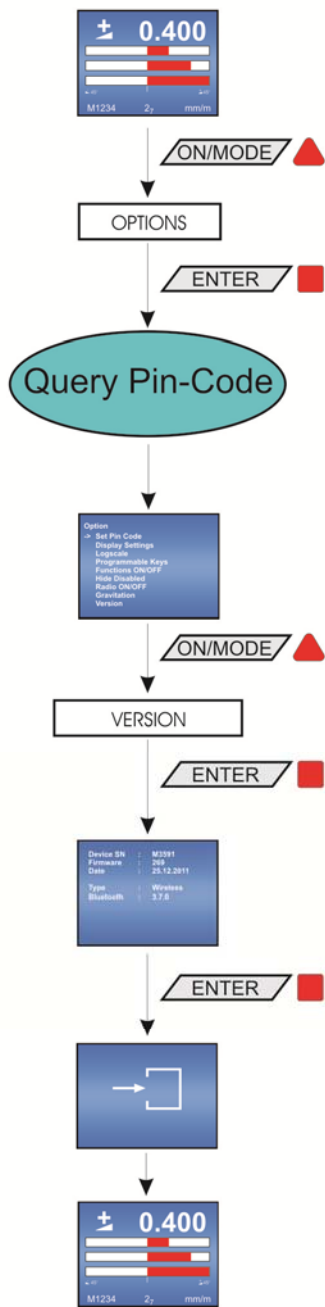 ± 0.400
M1234 2₇ mm/m
ON/MODE
OPTIONS
ENTER
Query Pin-Code
Option
-> Set Pin Code
Display Settings
Logscale
Programmable Keys
Functions ON/OFF
Hide Disabled
Radio ON/OFF
Gravitation
Version
ON/MODE
VERSION
ENTER
Device SN : M3591
Firmware : 269
Date : 25.12.2011
Type : Wireless
Bluetooth : 3.7.0
ENTER
± 0.400
M1234 2₇ mm/m